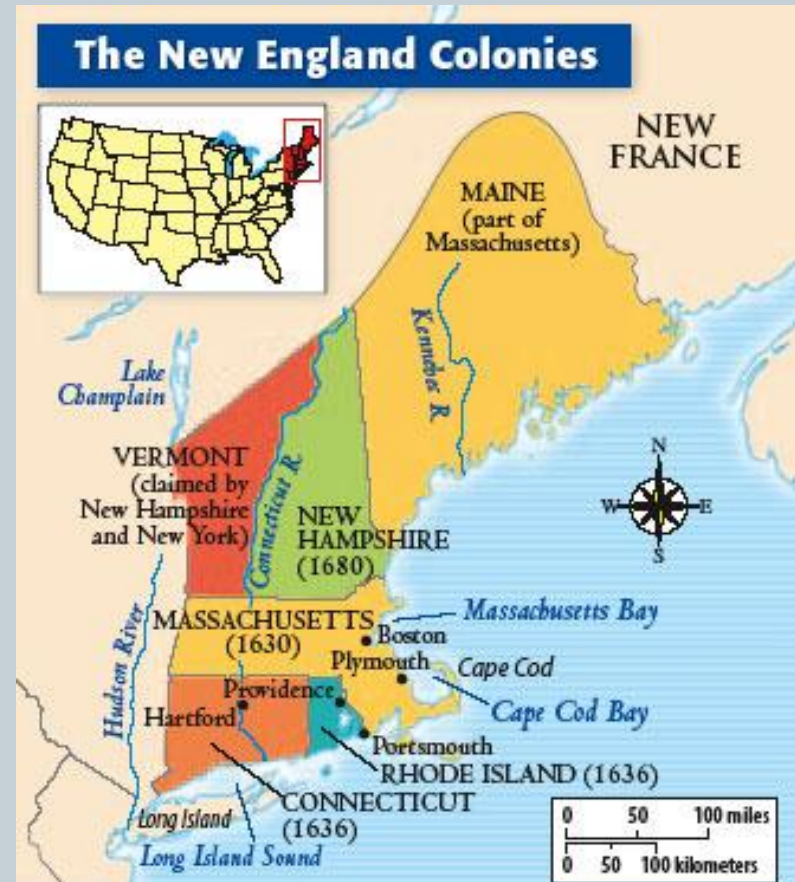 The New England Colonies
NEW
FRANCE
MAINE
(part of
Massachusetts)
Kennebec R.
Lake
Champlain
VERMONT
(claimed by
New Hampshire
and New York)
Connecticut R.
NEW
HAMPSHIRE
(1680)
N
W
E
S
Hudson River
MASSACHUSETTS
(1630)
Massachusetts Bay
Boston
Plymouth
Cape Cod
Cape Cod Bay
Providence
Hartford
Portsmouth
RHODE ISLAND (1636)
CONNECTICUT
(1636)
Long Island
Long Island Sound
0 50 100 miles
0 50 100 kilometers